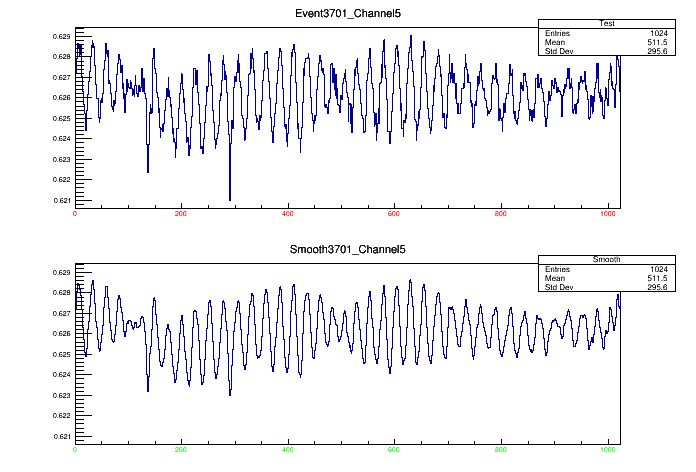 Event3701_Channel5
Test
Entries 1024
Mean 511.5
Std Dev 295.6
0.629
0.628
0.627
0.626
0.625
0.624
0.623
0.622
0.621
0 200 400 600 800 1000
Smooth3701_Channel5
Smooth
Entries 1024
Mean 511.5
Std Dev 295.6
0.629
0.628
0.627
0.626
0.625
0.624
0.623
0.622
0.621
0 200 400 600 800 1000